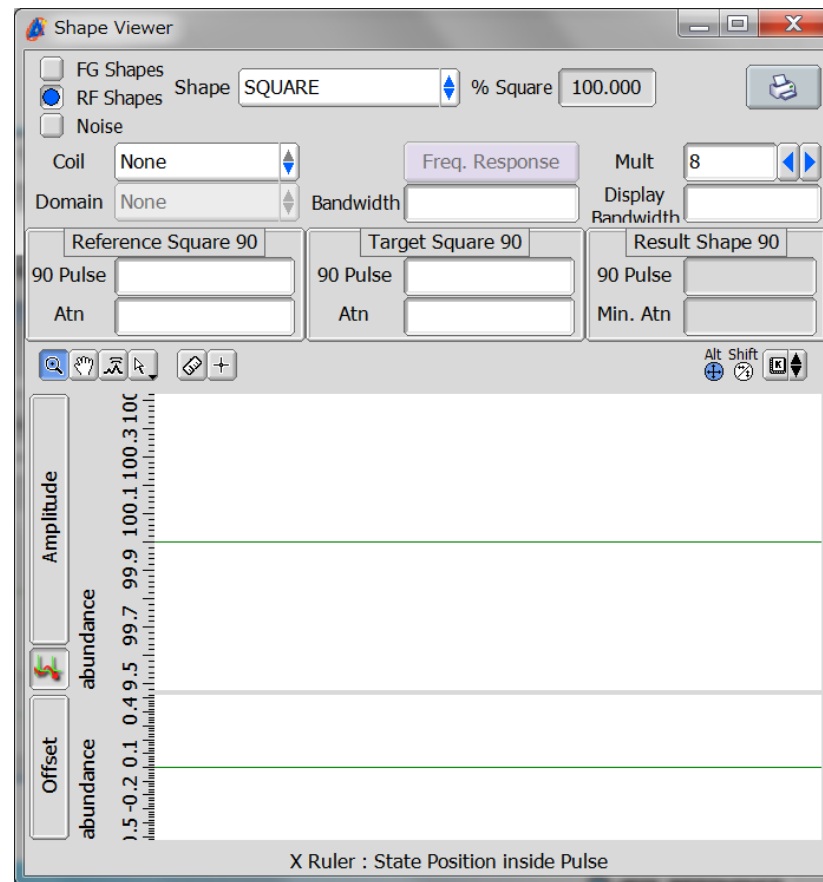 Shape Viewer
FG Shapes
RF Shapes
Noise
Shape SQUARE % Square 100.000
Coil None Freq. Response Mult 8
Domain None Bandwidth Display Bandwidth
Reference Square 90 Target Square 90 Result Shape 90
90 Pulse 90 Pulse 90 Pulse
Atn Atn Min. Atn
Alt Shift
K
Amplitude
abundance
100.3
100.1
99.9
99.7
Offset
abundance
0.4
0.1
-0.2
X Ruler : State Position inside Pulse